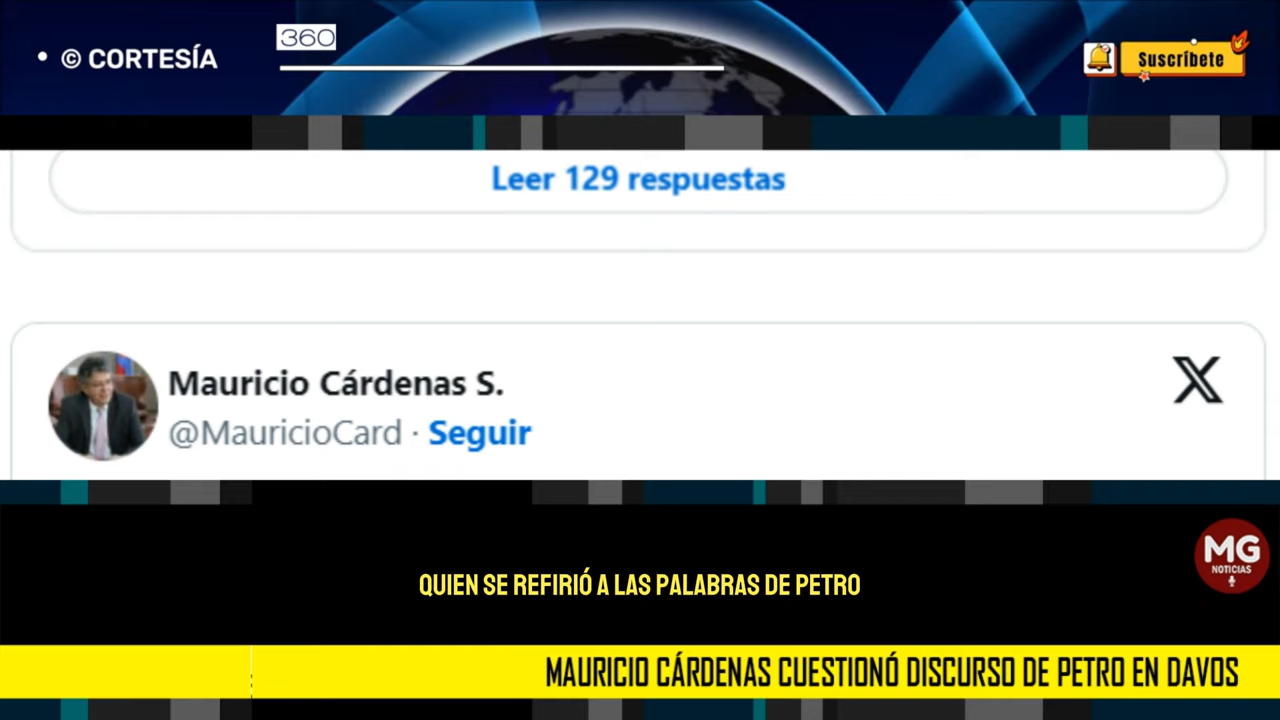 • © CORTESÍA
360
Suscríbete
Leer 129 respuestas
Mauricio Cárdenas S.
X
@MauricioCard · Seguir
MG
NOTICIAS
QUIEN SE REFIRIÓ A LAS PALABRAS DE PETRO
MAURICIO CÁRDENAS CUESTIONÓ DISCURSO DE PETRO EN DAVOS